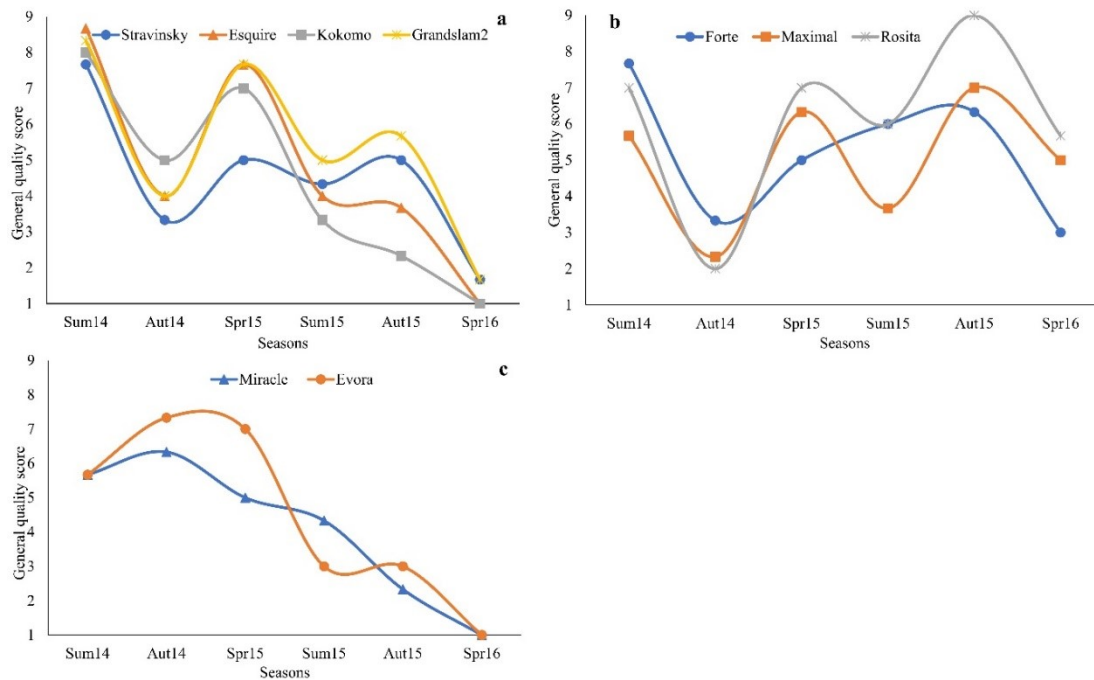 a
Stravinsky Esquire Kokomo Grandslam2
General quality score
9
8
7
6
5
4
3
2
1
Sum14 Aut14 Spr15 Sum15 Aut15 Spr16
Seasons
b
Forte Maximal Rosita
General quality score
9
8
7
6
5
4
3
2
1
Sum14 Aut14 Spr15 Sum15 Aut15 Spr16
Seasons
c
Miracle Evora
General quality score
9
8
7
6
5
4
3
2
1
Sum14 Aut14 Spr15 Sum15 Aut15 Spr16
Seasons